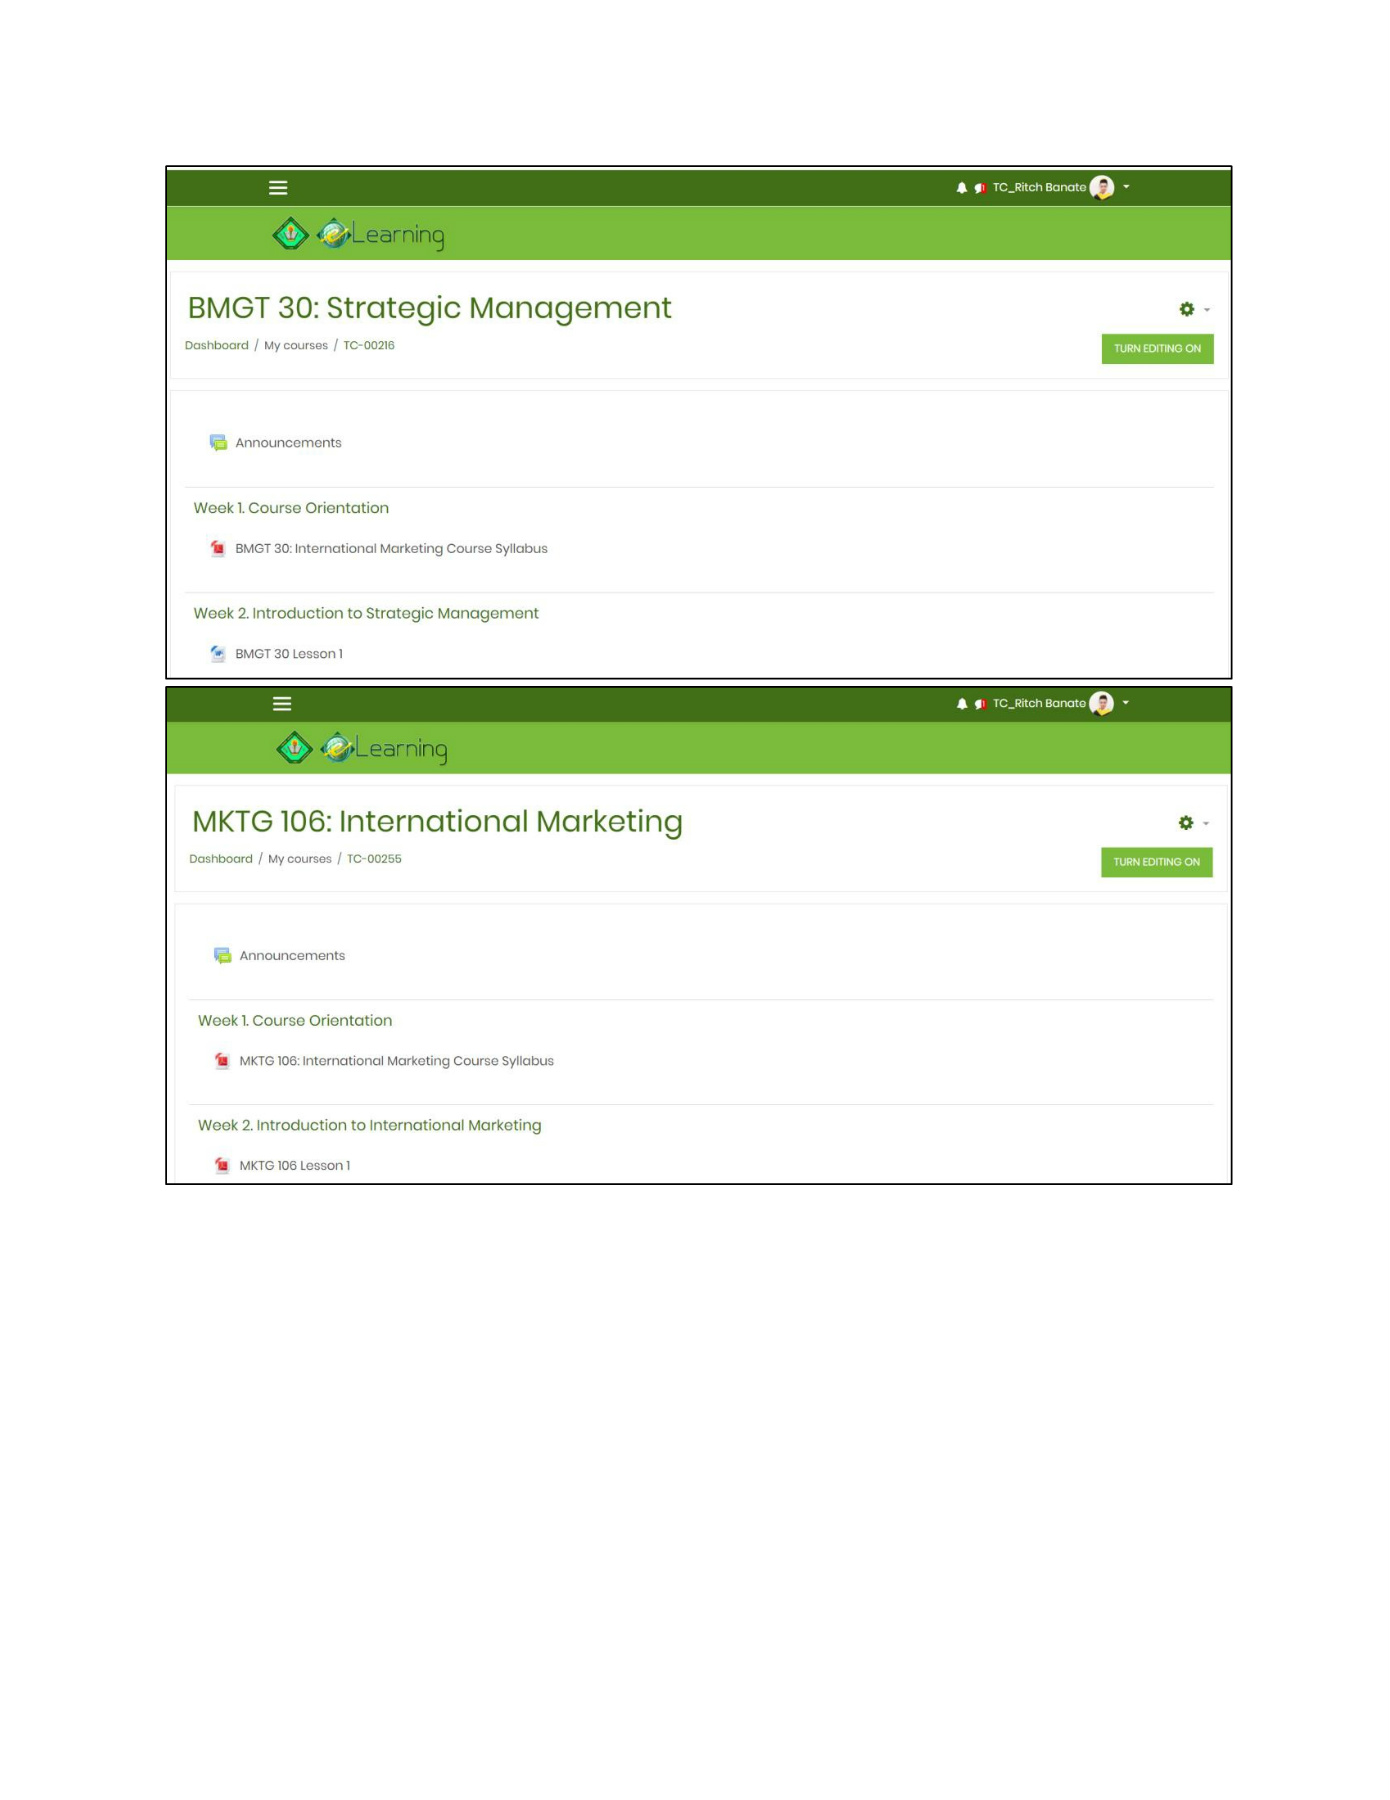 TC_Ritch Banate
eLearning
BMGT 30: Strategic Management
Dashboard / My courses / TC-00216
TURN EDITING ON
Announcements
Week 1. Course Orientation
BMGT 30: International Marketing Course Syllabus
Week 2. Introduction to Strategic Management
BMGT 30 Lesson 1
TC_Ritch Banate
eLearning
MKTG 106: International Marketing
Dashboard / My courses / TC-00255
TURN EDITING ON
Announcements
Week 1. Course Orientation
MKTG 106: International Marketing Course Syllabus
Week 2. Introduction to International Marketing
MKTG 106 Lesson 1